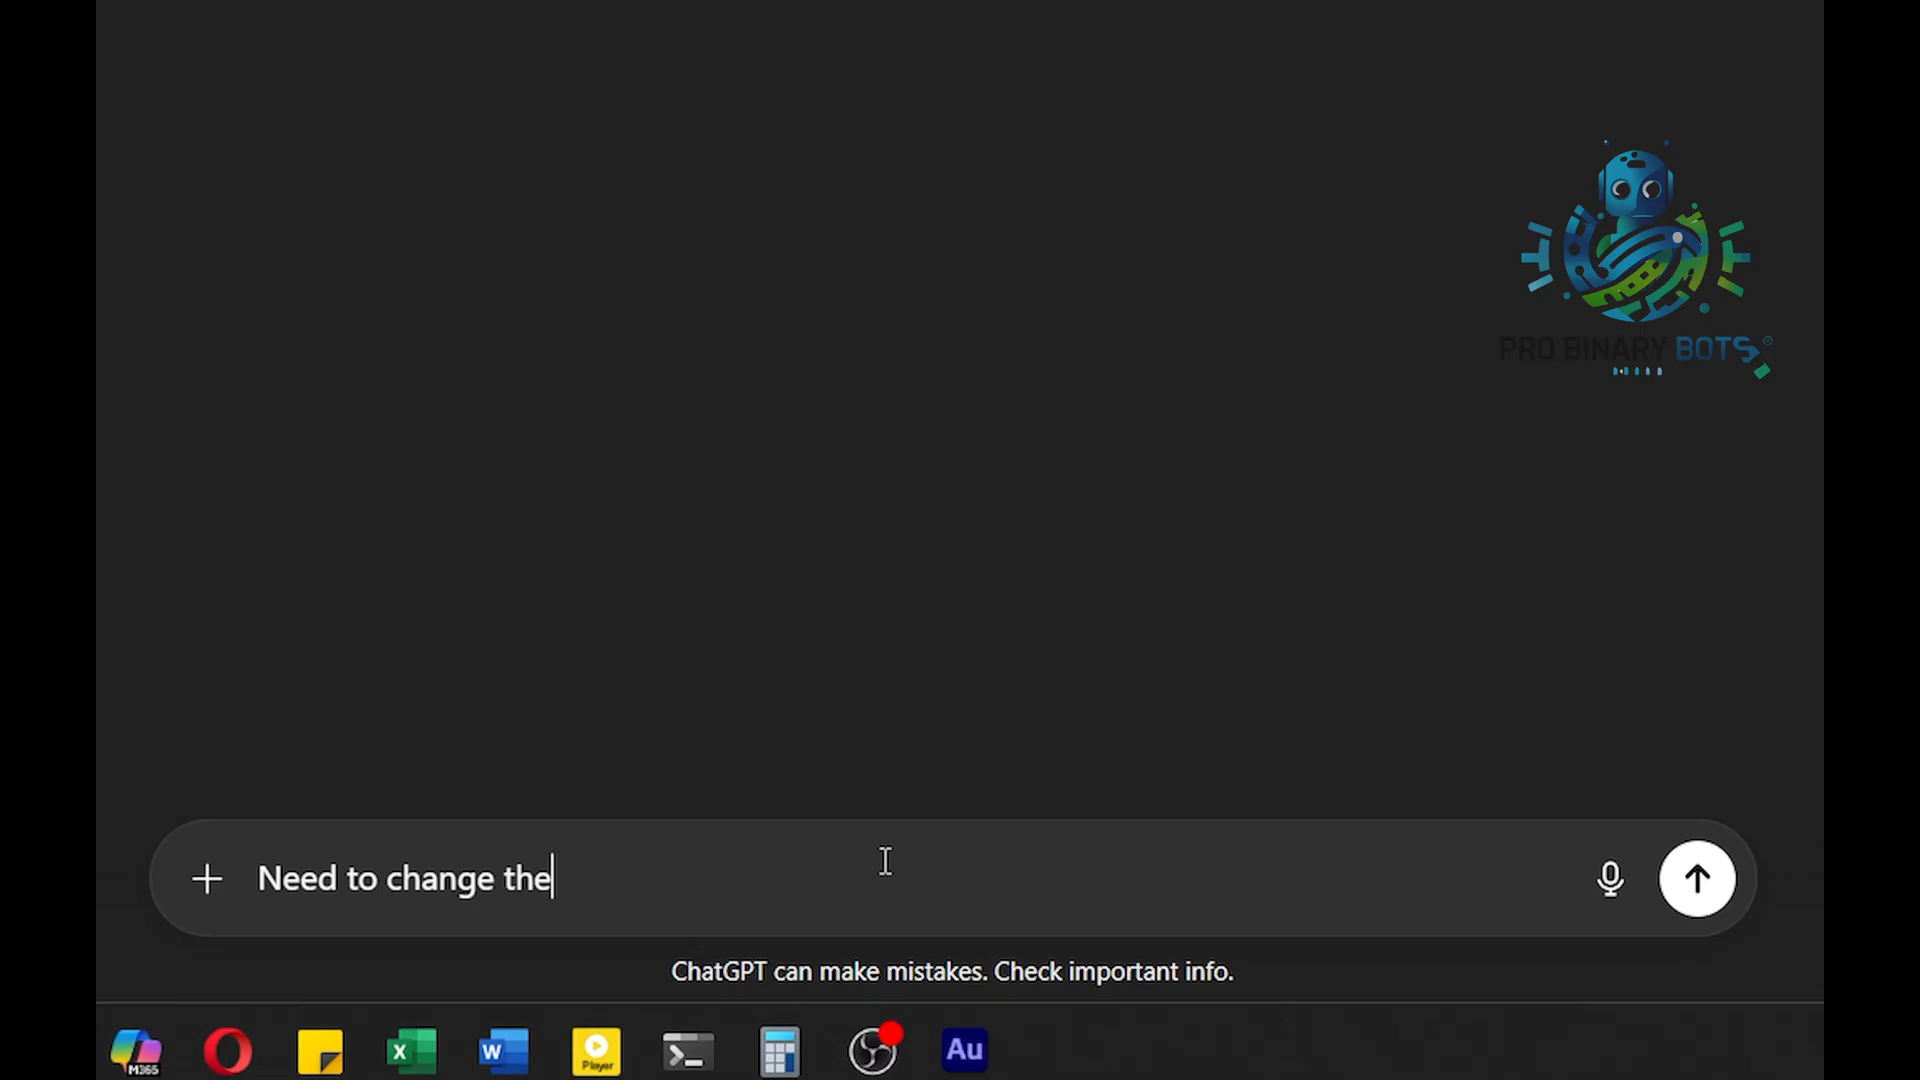 PRO BINARY BOTS
Need to change the
ChatGPT can make mistakes. Check important info.
M365
X
W
Player
Au